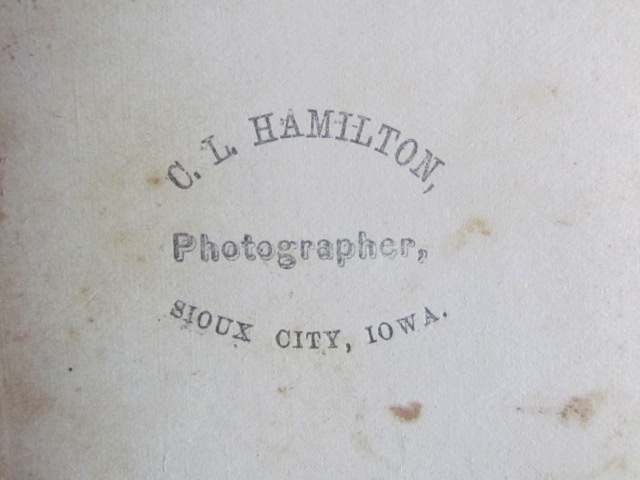 C. L. HAMILTON,
Photographer,
SIOUX CITY, IOWA.